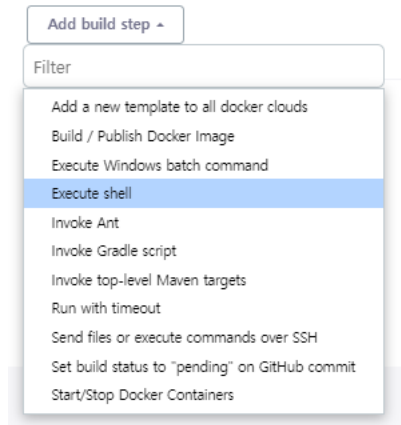 Add build step
Filter
Add a new template to all docker clouds
Build / Publish Docker Image
Execute Windows batch command
Execute shell
Invoke Ant
Invoke Gradle script
Invoke top-level Maven targets
Run with timeout
Send files or execute commands over SSH
Set build status to "pending" on GitHub commit
Start/Stop Docker Containers